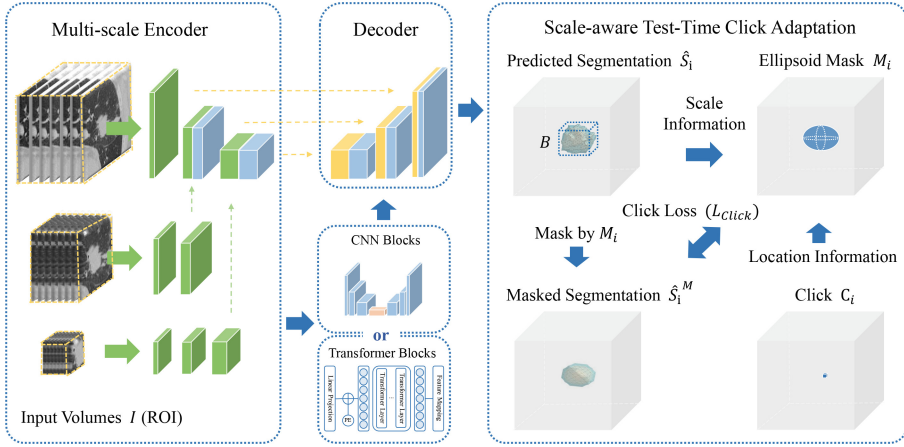 Multi-scale Encoder
Input Volumes I (ROI)
Decoder
CNN Blocks
or
Transformer Blocks
Linear Projection
PE
Transformer Layer
Transformer Layer
Feature Mapping
Scale-aware Test-Time Click Adaptation
Predicted Segmentation Ŝᵢ
Ellipsoid Mask Mᵢ
B
Scale
Information
Click Loss (L_Click)
Mask by Mᵢ
Location Information
Masked Segmentation Ŝᵢᴹ
Click Cᵢ